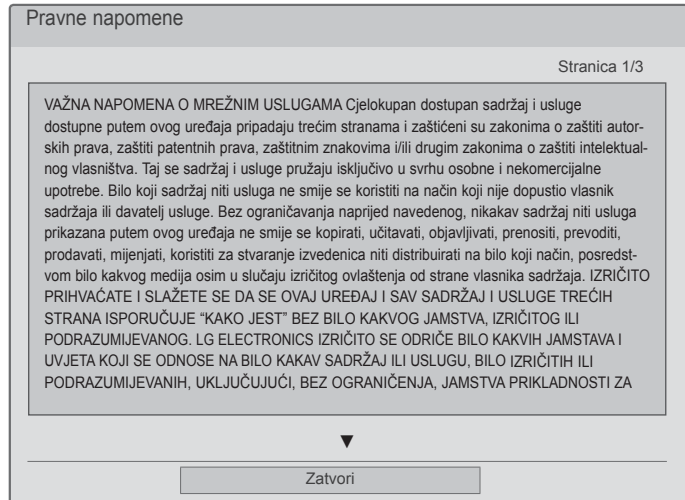 Pravne napomene
Stranica 1/3
VAŽNA NAPOMENA O MREŽNIM USLUGAMA Cjelokupan dostupan sadržaj i usluge
dostupne putem ovog uređaja pripadaju trećim stranama i zaštićeni su zakonima o zaštiti autor-
skih prava, zaštiti patentnih prava, zaštitnim znakovima i/ili drugim zakonima o zaštiti intelektual-
nog vlasništva. Taj se sadržaj i usluge pružaju isključivo u svrhu osobne i nekomercijalne
upotrebe. Bilo koji sadržaj niti usluga ne smije se koristiti na način koji nije dopustio vlasnik
sadržaja ili davatelj usluge. Bez ograničavanja naprijed navedenog, nikakav sadržaj niti usluga
prikazana putem ovog uređaja ne smije se kopirati, učitavati, objavljivati, prenositi, prevoditi,
prodavati, mijenjati, koristiti za stvaranje izvedenica niti distribuirati na bilo koji način, posredst-
vom bilo kakvog medija osim u slučaju izričitog ovlaštenja od strane vlasnika sadržaja. IZRIČITO
PRIHVAĆATE I SLAŽETE SE DA SE OVAJ UREĐAJ I SAV SADRŽAJ I USLUGE TREĆIH
STRANA ISPORUČUJE “KAKO JEST” BEZ BILO KAKVOG JAMSTVA, IZRIČITOG ILI
PODRAZUMIJEVANOG. LG ELECTRONICS IZRIČITO SE ODRIČE BILO KAKVIH JAMSTAVA I
UVJETA KOJI SE ODNOSE NA BILO KAKAV SADRŽAJ ILI USLUGU, BILO IZRIČITIH ILI
PODRAZUMIJEVANIH, UKLJUČUJUĆI, BEZ OGRANIČENJA, JAMSTVA PRIKLADNOSTI ZA
▼
Zatvori